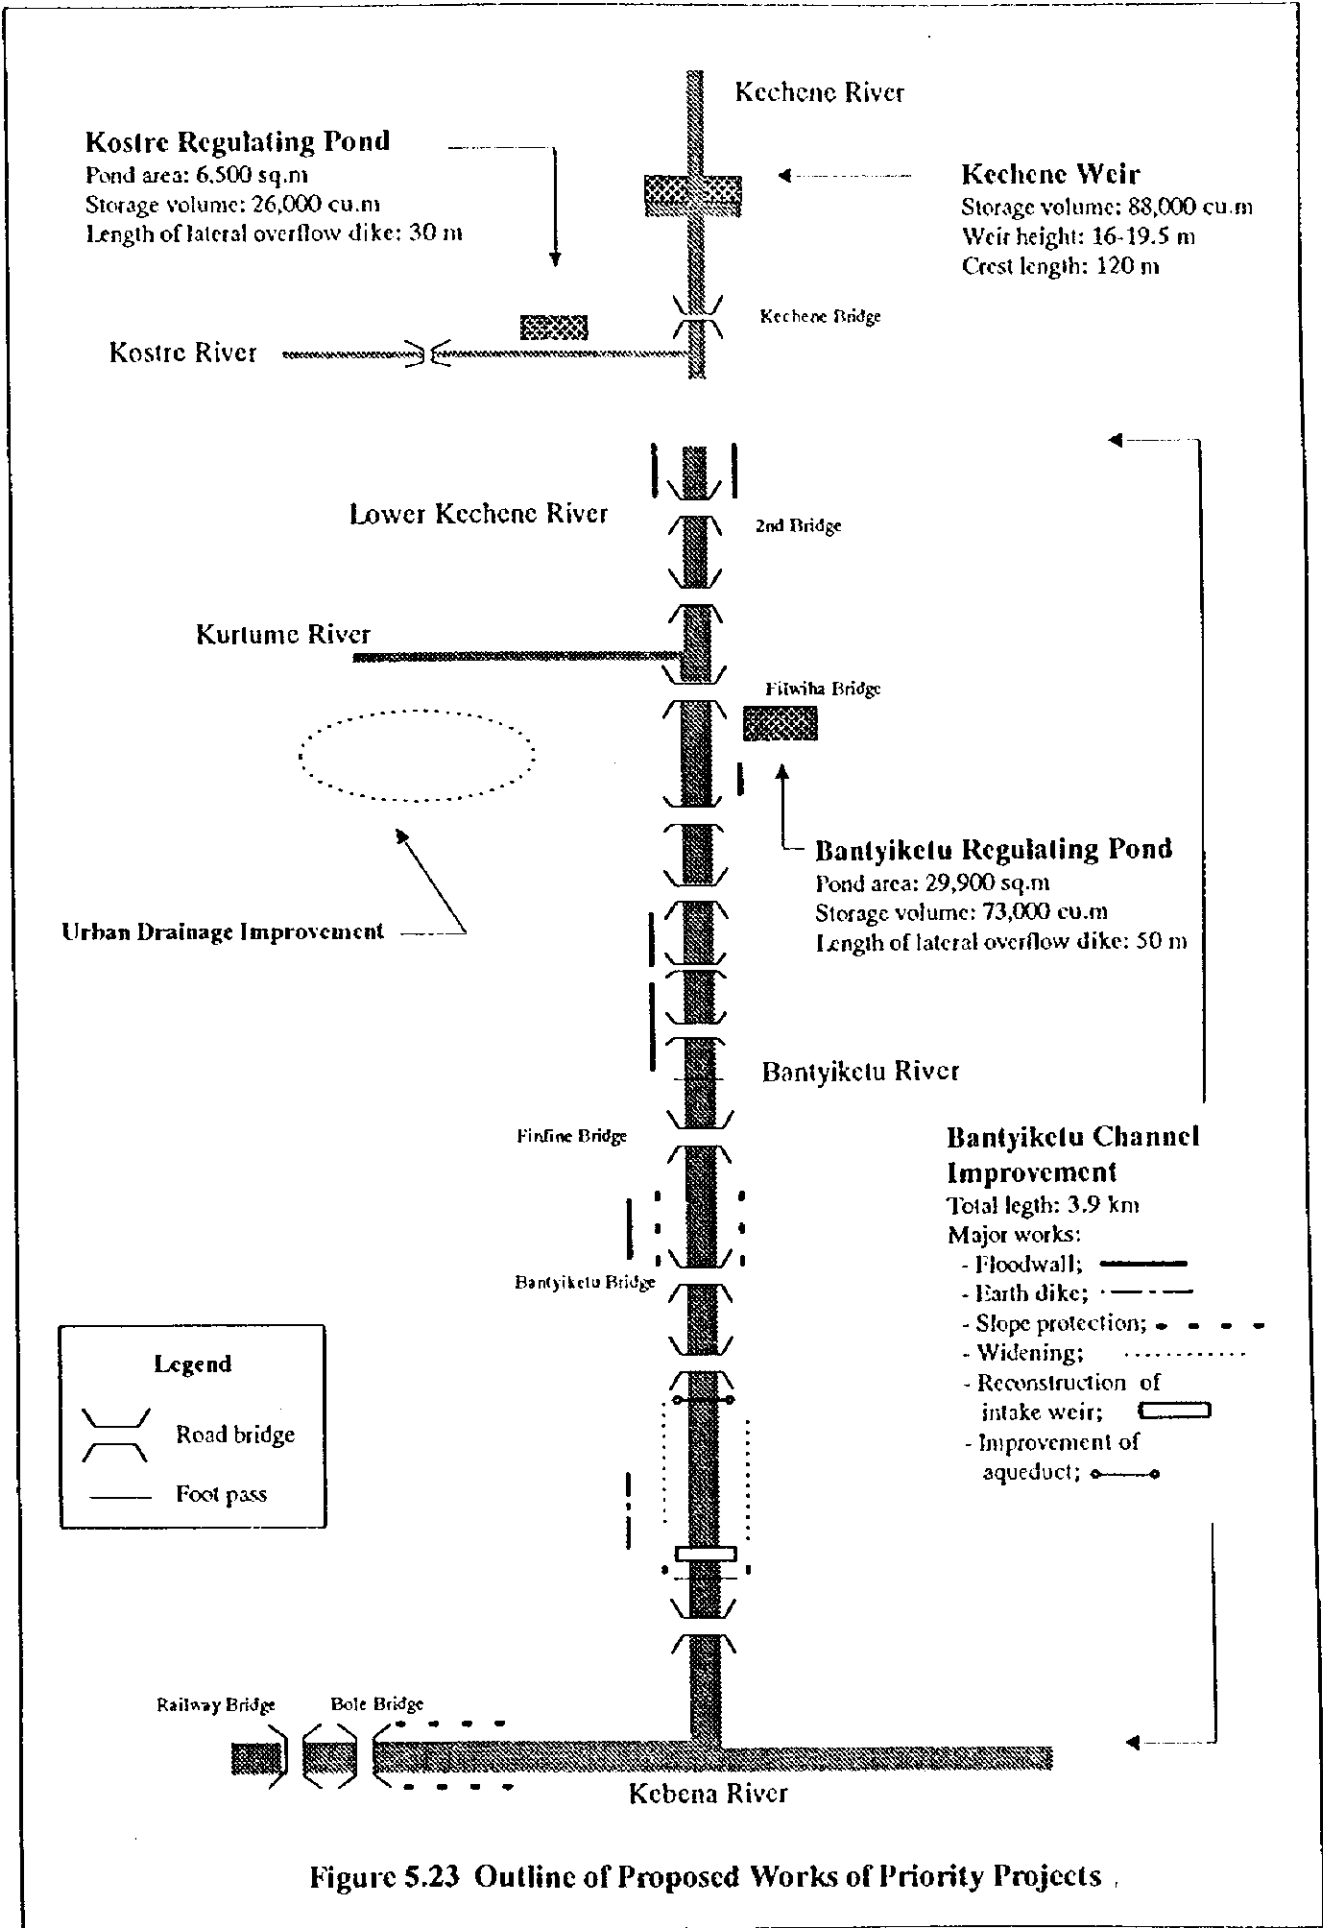 Kechene River
Kostre Regulating Pond
Pond area: 6,500 sq.m
Storage volume: 26,000 cu.m
Length of lateral overflow dike: 30 m
Kechene Weir
Storage volume: 88,000 cu.m
Weir height: 16-19.5 m
Crest length: 120 m
Kechene Bridge
Kostre River
Lower Kechene River
2nd Bridge
Kurtume River
Filwiha Bridge
Bantyiketu Regulating Pond
Pond area: 29,900 sq.m
Storage volume: 73,000 cu.m
Length of lateral overflow dike: 50 m
Urban Drainage Improvement
Bantyiketu River
Finfine Bridge
Bantyiketu Channel
Improvement
Total legth: 3.9 km
Major works:
- Floodwall;
- Earth dike;
- Slope protection;
- Widening;
- Reconstruction of
intake weir;
- Improvement of
aqueduct;
Bantyiketu Bridge
Legend
Road bridge
Foot pass
Railway Bridge
Bole Bridge
Kebena River
Figure 5.23 Outline of Proposed Works of Priority Projects